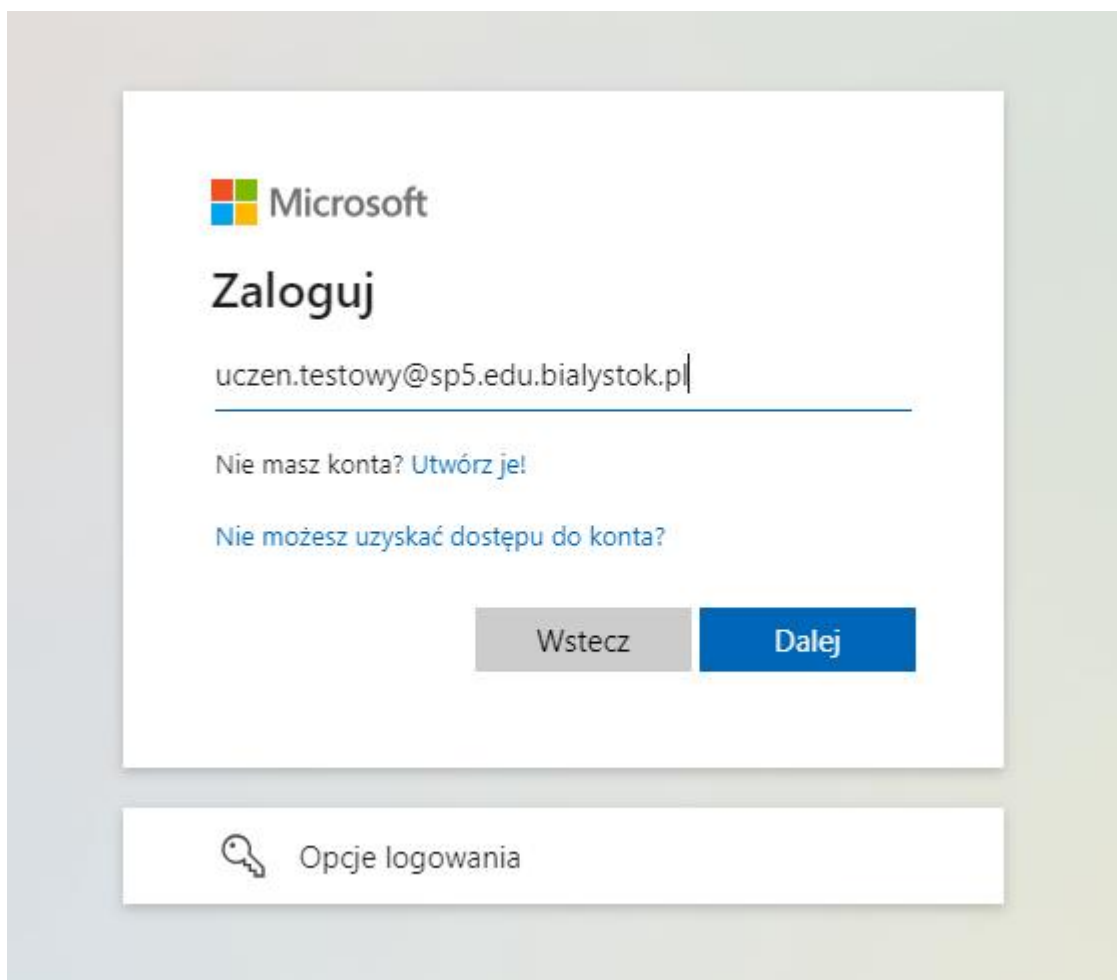 Microsoft
Zaloguj
uczen.testowy@sp5.edu.bialystok.pl
Nie masz konta? Utwórz je!
Nie możesz uzyskać dostępu do konta?
Wstecz Dalej
Opcje logowania